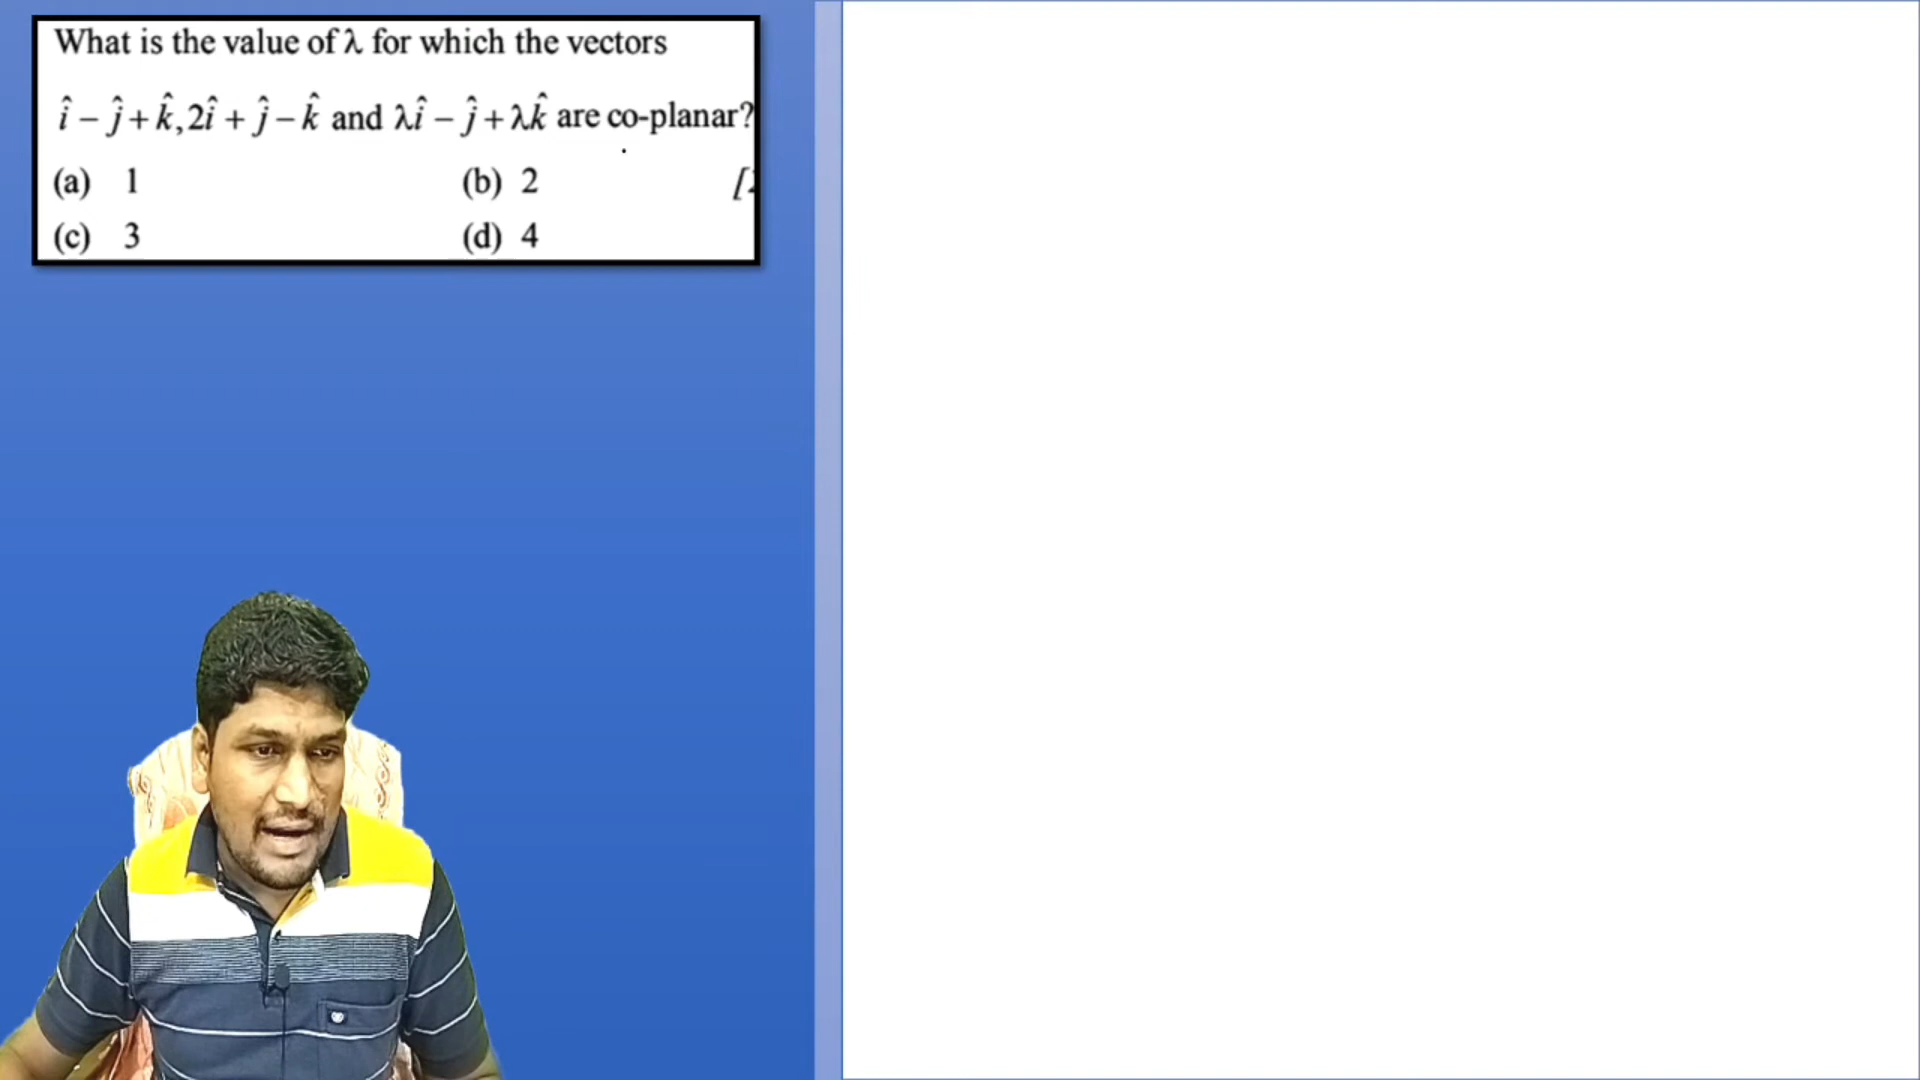 What is the value of λ for which the vectors
î − ĵ + k̂, 2î + ĵ − k̂ and λî − ĵ + λk̂ are co-planar?
(a) 1 (b) 2 [
(c) 3 (d) 4